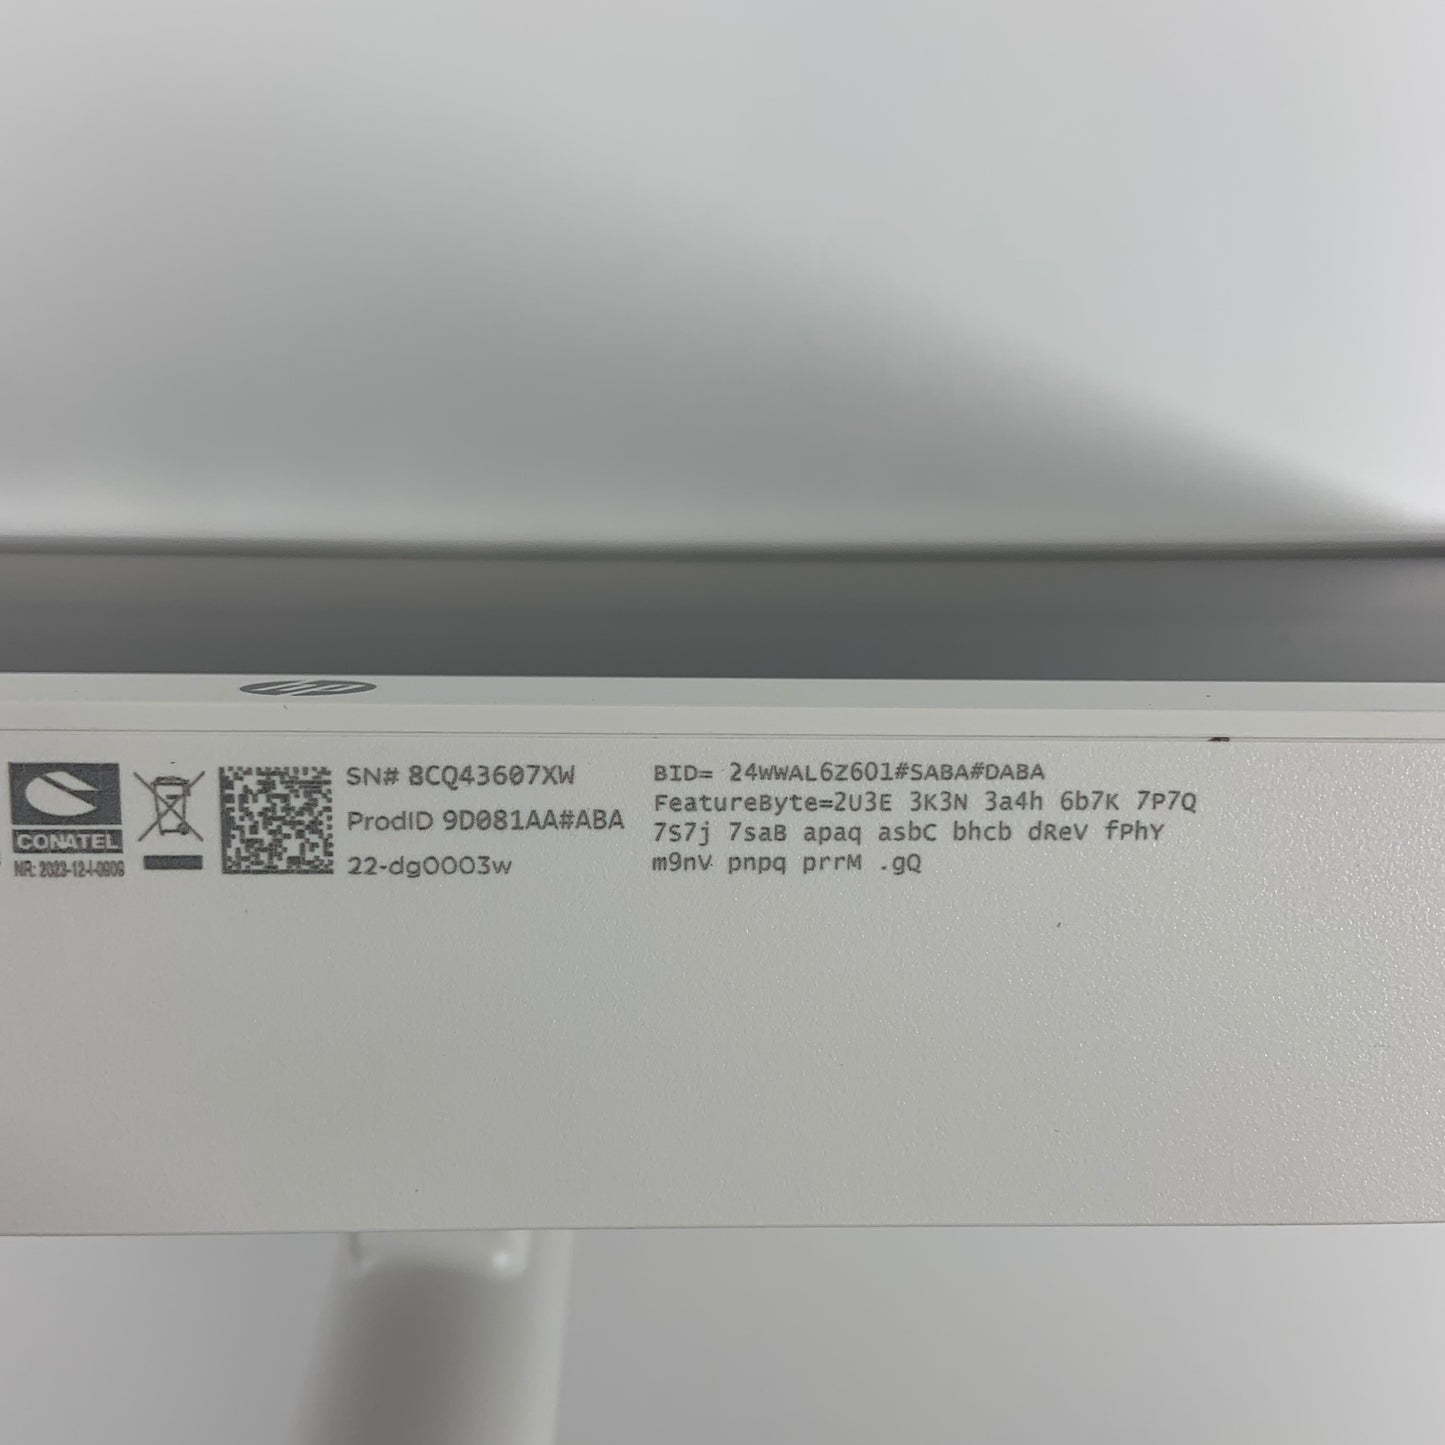 hp
CONATEL
NR: 2023-12-I-0909
SN# 8CQ43607XW
ProdID 9D081AA#ABA
22-dg0003w
BID= 24WWAL6Z601#SABA#DABA
FeatureByte=2U3E 3K3N 3a4h 6b7K 7P7Q
7S7j 7saB apaq asbC bhcb dReV fPhY
m9nV pnpq prrM .gQ